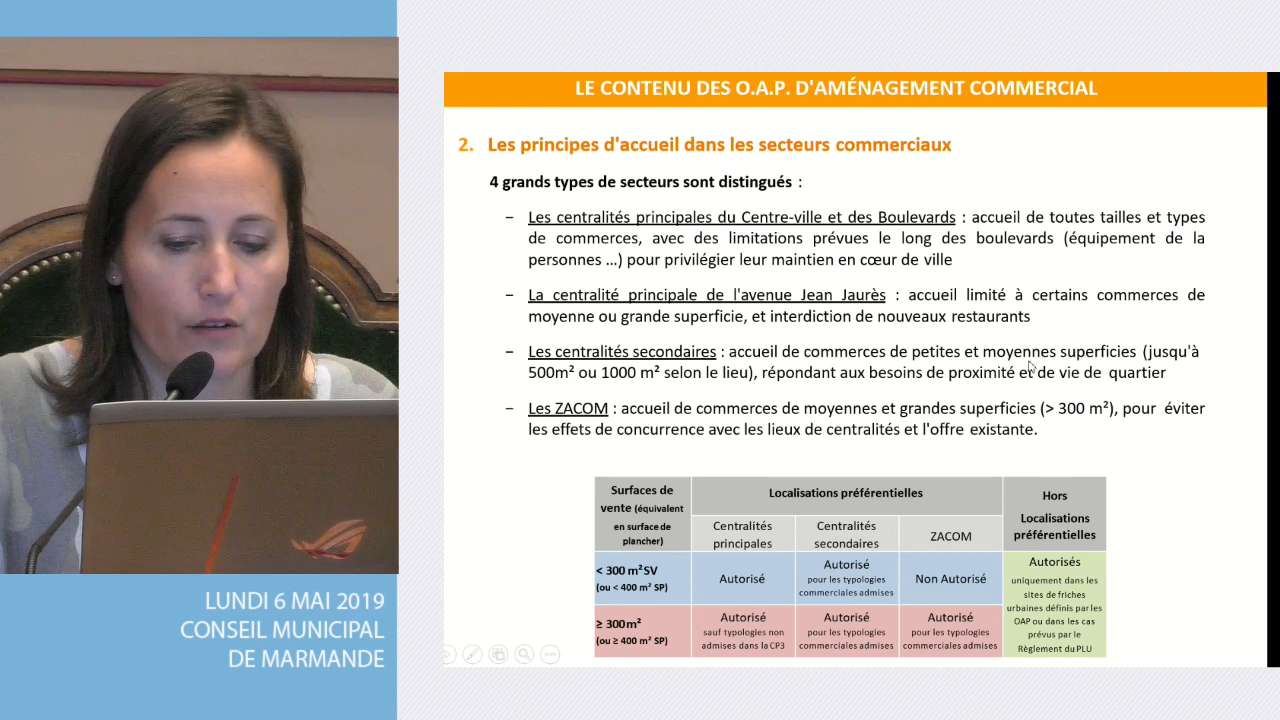 LE CONTENU DES O.A.P. D'AMÉNAGEMENT COMMERCIAL
2. Les principes d'accueil dans les secteurs commerciaux
4 grands types de secteurs sont distingués :
– Les centralités principales du Centre-ville et des Boulevards : accueil de toutes tailles et types
de commerces, avec des limitations prévues le long des boulevards (équipement de la
personnes ...) pour privilégier leur maintien en cœur de ville
– La centralité principale de l'avenue Jean Jaurès : accueil limité à certains commerces de
moyenne ou grande superficie, et interdiction de nouveaux restaurants
– Les centralités secondaires : accueil de commerces de petites et moyennes superficies (jusqu'à
500m² ou 1000 m² selon le lieu), répondant aux besoins de proximité et de vie de quartier
– Les ZACOM : accueil de commerces de moyennes et grandes superficies (> 300 m²), pour éviter
les effets de concurrence avec les lieux de centralités et l'offre existante.
Surfaces de
vente (équivalent
en surface de
plancher)
Localisations préférentielles
Hors
Localisations
préférentielles
Centralités
principales
Centralités
secondaires
ZACOM
< 300 m² SV
(ou < 400 m² SP)
Autorisé
Autorisé
pour les typologies
commerciales admises
Non Autorisé
Autorisés
uniquement dans les
sites de friches
urbaines définis par les
OAP ou dans les cas
prévus par le
Règlement du PLU
≥ 300 m²
(ou ≥ 400 m² SP)
Autorisé
sauf typologies non
admises dans la CP3
Autorisé
pour les typologies
commerciales admises
Autorisé
pour les typologies
commerciales admises
LUNDI 6 MAI 2019
CONSEIL MUNICIPAL
DE MARMANDE